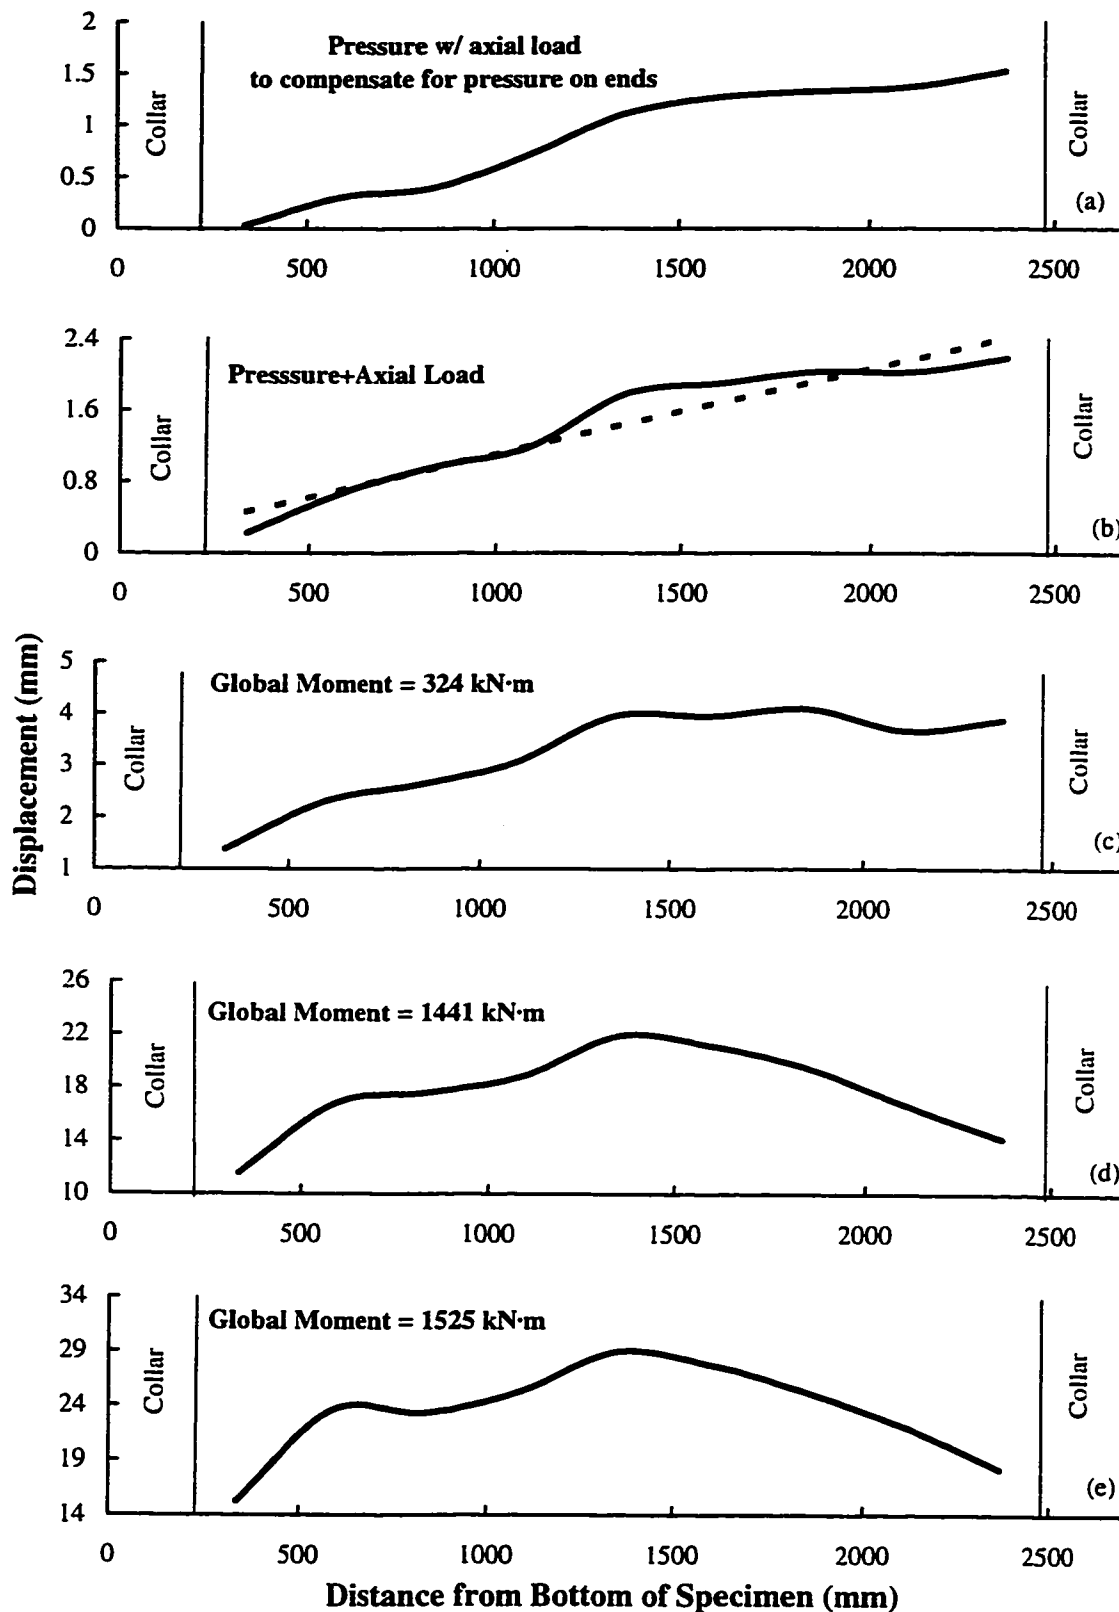 2
Pressure w/ axial load
to compensate for pressure on ends
1.5
1
0.5
0
Collar
Collar
(a)
0 500 1000 1500 2000 2500
2.4
Presssure+Axial Load
1.6
0.8
0
Collar
Collar
(b)
0 500 1000 1500 2000 2500
Displacement (mm)
5
Global Moment = 324 kN·m
4
3
2
1
Collar
Collar
(c)
0 500 1000 1500 2000 2500
26
Global Moment = 1441 kN·m
22
18
14
10
Collar
Collar
(d)
0 500 1000 1500 2000 2500
34
Global Moment = 1525 kN·m
29
24
19
14
Collar
Collar
(e)
0 500 1000 1500 2000 2500
Distance from Bottom of Specimen (mm)